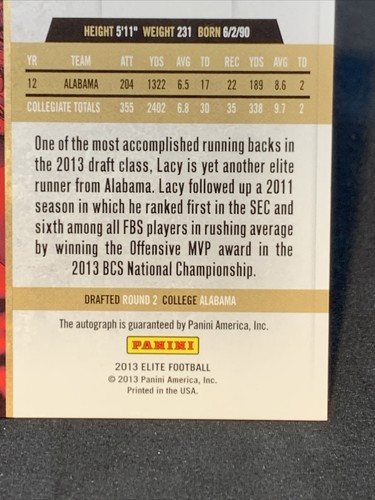 HEIGHT 5'11" WEIGHT 231 BORN 6/2/90
YR TEAM ATT YDS AVG TD REC YDS AVG TD
12 ALABAMA 204 1322 6.5 17 22 189 8.6 2
COLLEGIATE TOTALS 355 2402 6.8 30 35 338 9.7 2
One of the most accomplished running backs in
the 2013 draft class, Lacy is yet another elite
runner from Alabama. Lacy followed up a 2011
season in which he ranked first in the SEC and
sixth among all FBS players in rushing average
by winning the Offensive MVP award in the
2013 BCS National Championship.
DRAFTED ROUND 2 COLLEGE ALABAMA
The autograph is guaranteed by Panini America, Inc.
PANINI
2013 ELITE FOOTBALL
© 2013 Panini America, Inc.
Printed in the USA.